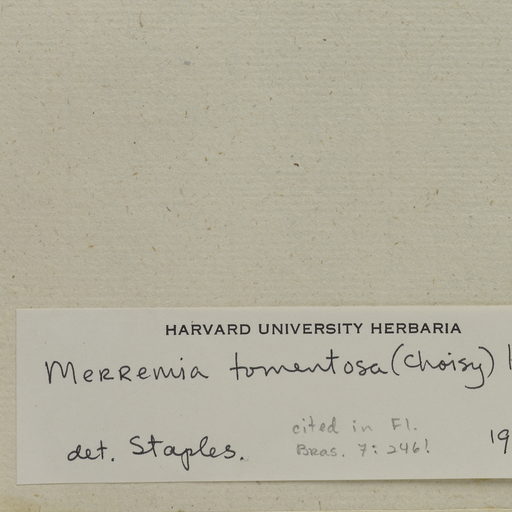 HARVARD UNIVERSITY HERBARIA
Merremia tomentosa (Choisy)
cited in Fl.
det. Staples. Bras. 7: 246! 19